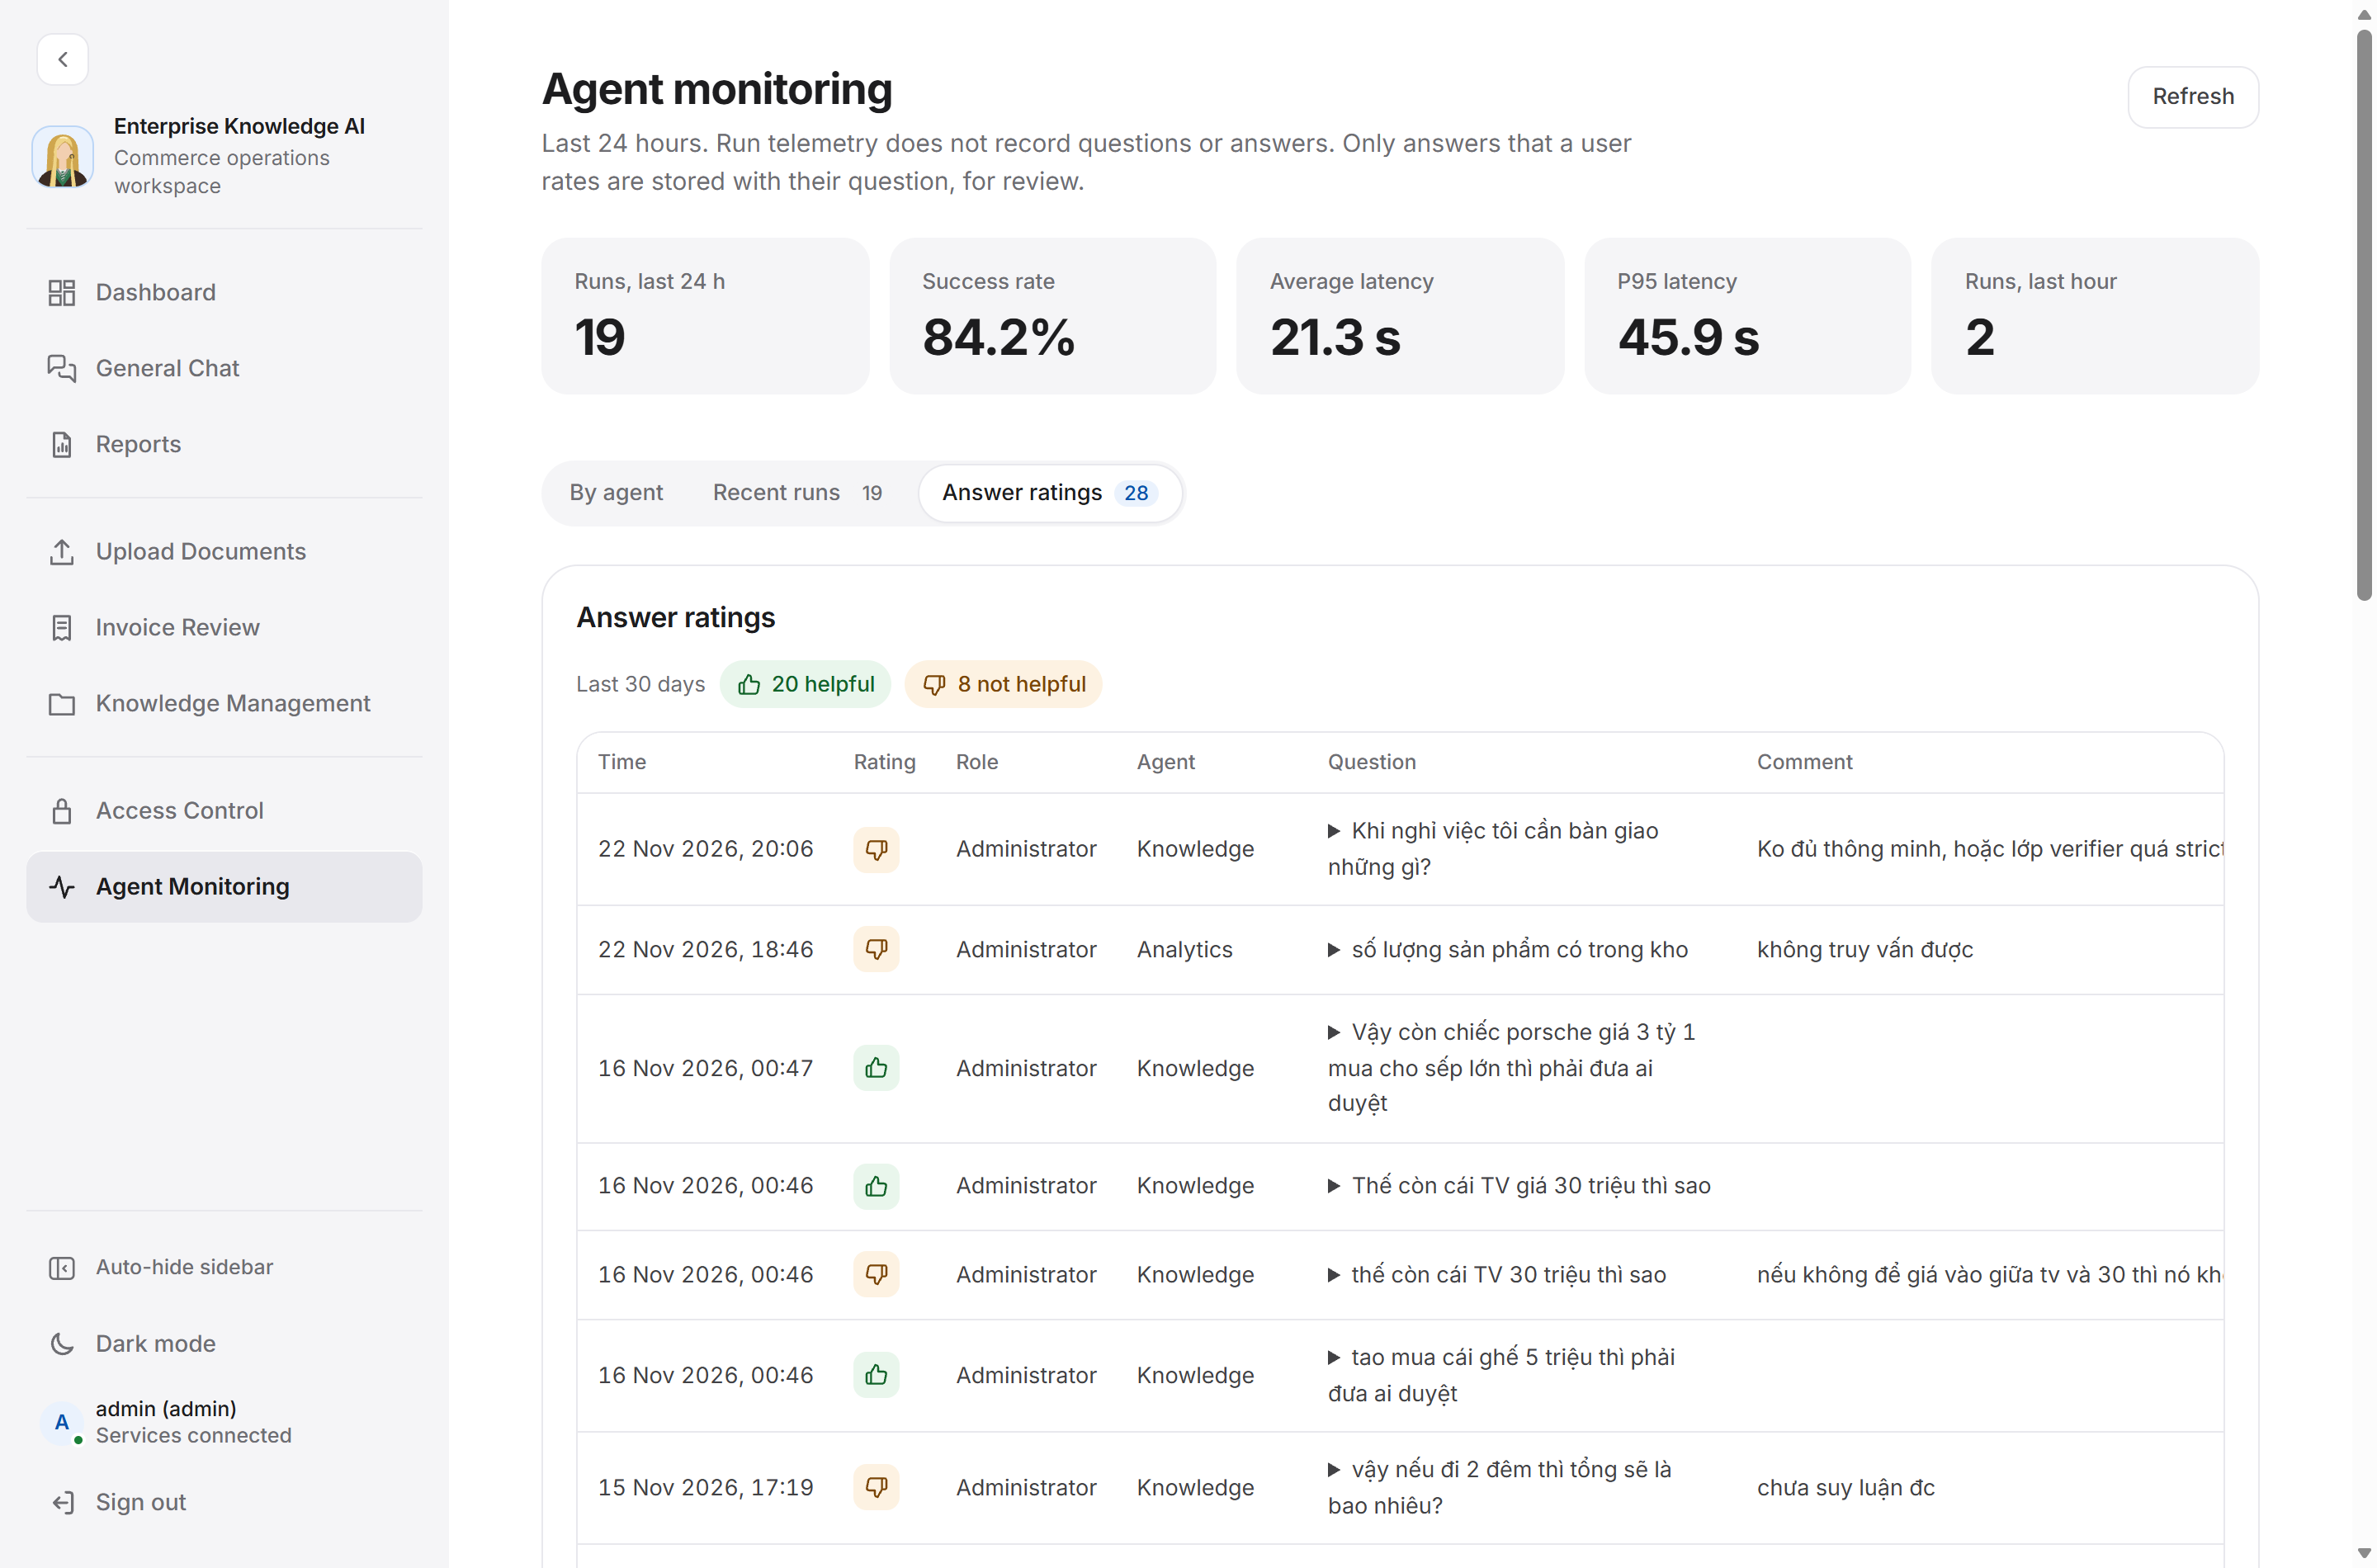 Enterprise Knowledge AI
Commerce operations
workspace
Dashboard
General Chat
Reports
Upload Documents
Invoice Review
Knowledge Management
Access Control
Agent Monitoring
Auto-hide sidebar
Dark mode
A
admin (admin)
Services connected
Sign out
Agent monitoring
Refresh
Last 24 hours. Run telemetry does not record questions or answers. Only answers that a user
rates are stored with their question, for review.
Runs, last 24 h
19
Success rate
84.2%
Average latency
21.3 s
P95 latency
45.9 s
Runs, last hour
2
By agent
Recent runs 19
Answer ratings 28
Answer ratings
Last 30 days 20 helpful 8 not helpful
Time Rating Role Agent Question Comment
22 Nov 2026, 20:06 Administrator Knowledge Khi nghỉ việc tôi cần bàn giao
những gì? Ko đủ thông minh, hoặc lớp verifier quá strict
22 Nov 2026, 18:46 Administrator Analytics số lượng sản phẩm có trong kho không truy vấn được
16 Nov 2026, 00:47 Administrator Knowledge Vậy còn chiếc porsche giá 3 tỷ 1
mua cho sếp lớn thì phải đưa ai
duyệt
16 Nov 2026, 00:46 Administrator Knowledge Thế còn cái TV giá 30 triệu thì sao
16 Nov 2026, 00:46 Administrator Knowledge thế còn cái TV 30 triệu thì sao nếu không để giá vào giữa tv và 30 thì nó
16 Nov 2026, 00:46 Administrator Knowledge tao mua cái ghế 5 triệu thì phải
đưa ai duyệt
15 Nov 2026, 17:19 Administrator Knowledge vậy nếu đi 2 đêm thì tổng sẽ là
bao nhiêu? chưa suy luận đc